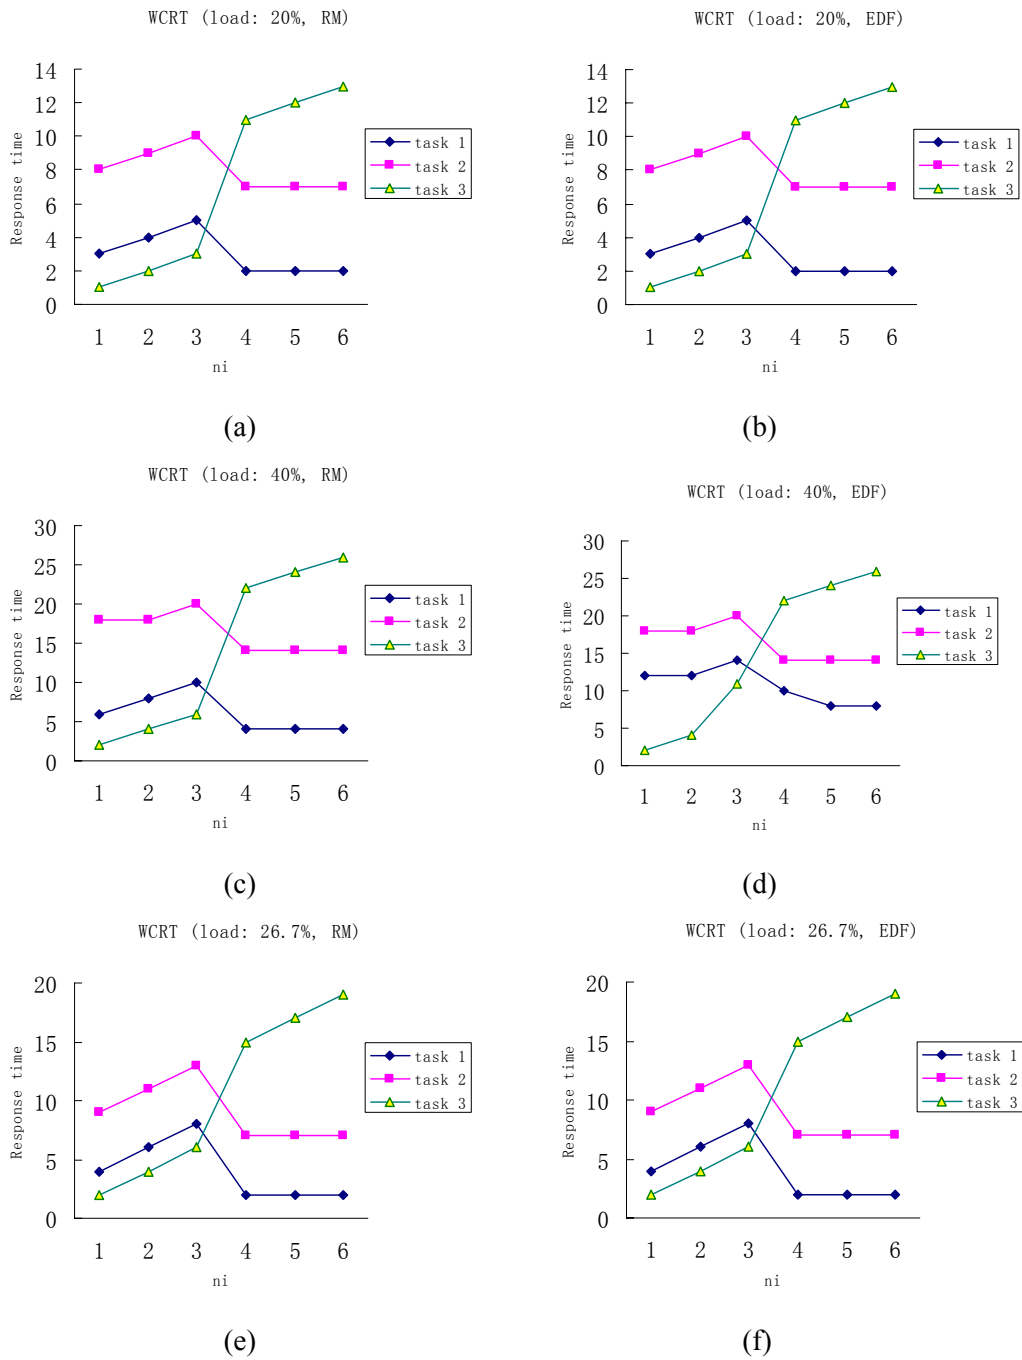 WCRT (load: 20%, RM)
14
12
10
8
6
4
2
0
Response time
1 2 3 4 5 6
ni
task 1
task 2
task 3
(a)
WCRT (load: 20%, EDF)
14
12
10
8
6
4
2
0
Response time
1 2 3 4 5 6
ni
task 1
task 2
task 3
(b)
WCRT (load: 40%, RM)
30
25
20
15
10
5
0
Response time
1 2 3 4 5 6
ni
task 1
task 2
task 3
(c)
WCRT (load: 40%, EDF)
30
25
20
15
10
5
0
Response time
1 2 3 4 5 6
ni
task 1
task 2
task 3
(d)
WCRT (load: 26.7%, RM)
20
15
10
5
0
Response time
1 2 3 4 5 6
ni
task 1
task 2
task 3
(e)
WCRT (load: 26.7%, EDF)
20
15
10
5
0
Response time
1 2 3 4 5 6
ni
task 1
task 2
task 3
(f)